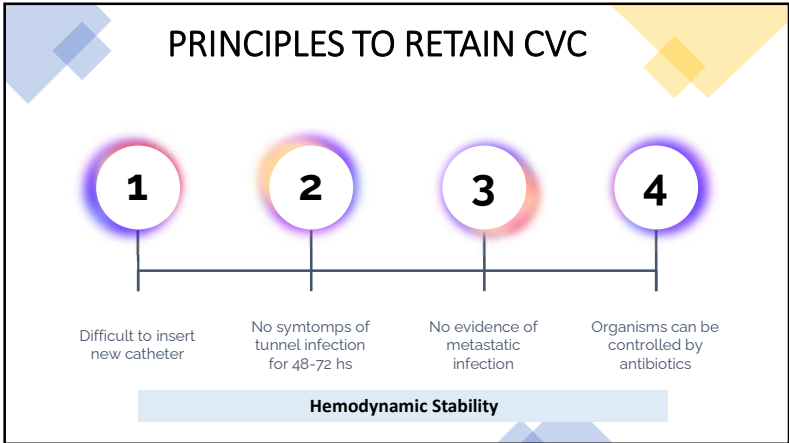 PRINCIPLES TO RETAIN CVC
1
2
3
4
Difficult to insert
new catheter
No symtomps of
tunnel infection
for 48-72 hs
No evidence of
metastatic
infection
Organisms can be
controlled by
antibiotics
Hemodynamic Stability